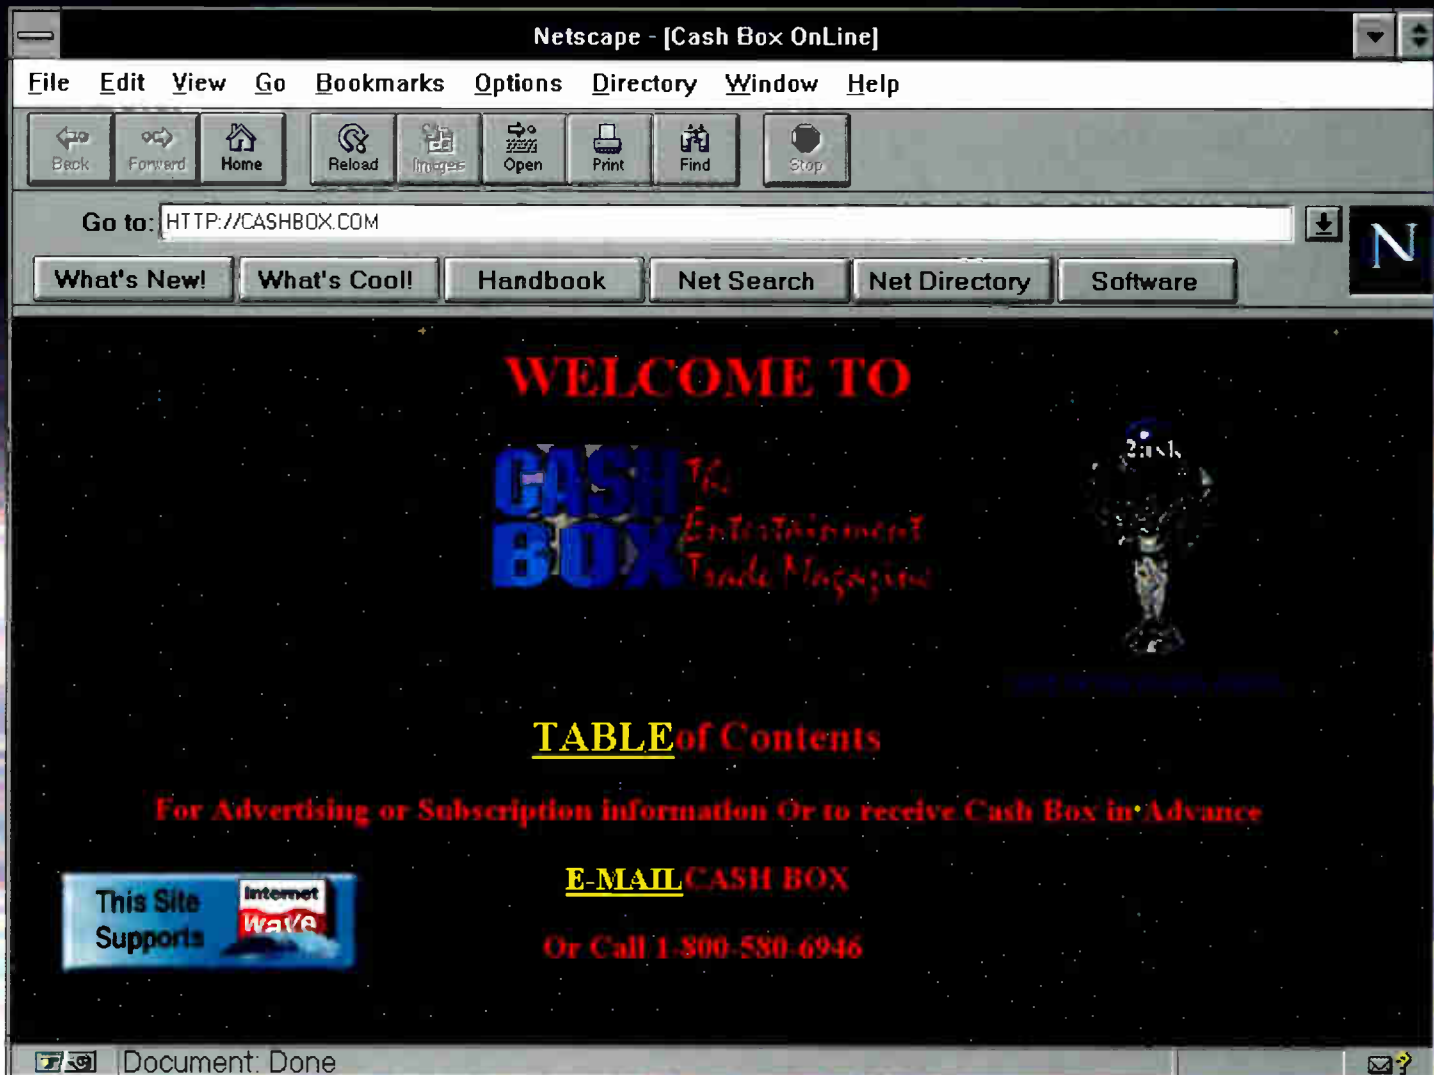 Netscape - [Cash Box OnLine]
File Edit View Go Bookmarks Options Directory Window Help
Back Forward Home Reload Images Open Print Find Stop
Go to: HTTP://CASHBOX.COM
N
What's New! What's Cool! Handbook Net Search Net Directory Software
WELCOME TO
CASH BOX
The Entertainment Trade Magazine
TABLE of Contents
For Advertising or Subscription information Or to receive Cash Box in Advance
E-MAIL CASH BOX
Or Call 1-800-580-6946
This Site Supports
Internet wave
Document: Done